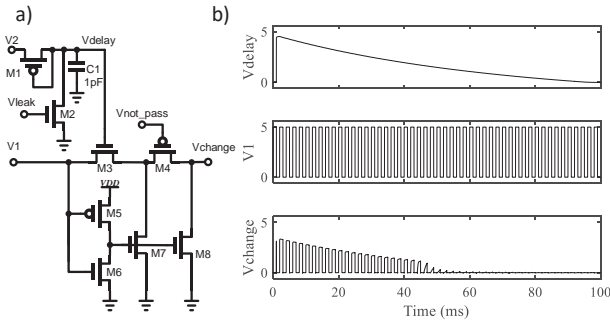 a)
V2
Vdelay
M1
C1
1pF
Vleak
M2
Vnot_pass
V1
Vchange
M3
M4
VDD
M5
M7
M8
M6
b)
Vdelay
5
0
V1
5
0
Vchange
5
0
0 20 40 60 80 100
Time (ms)